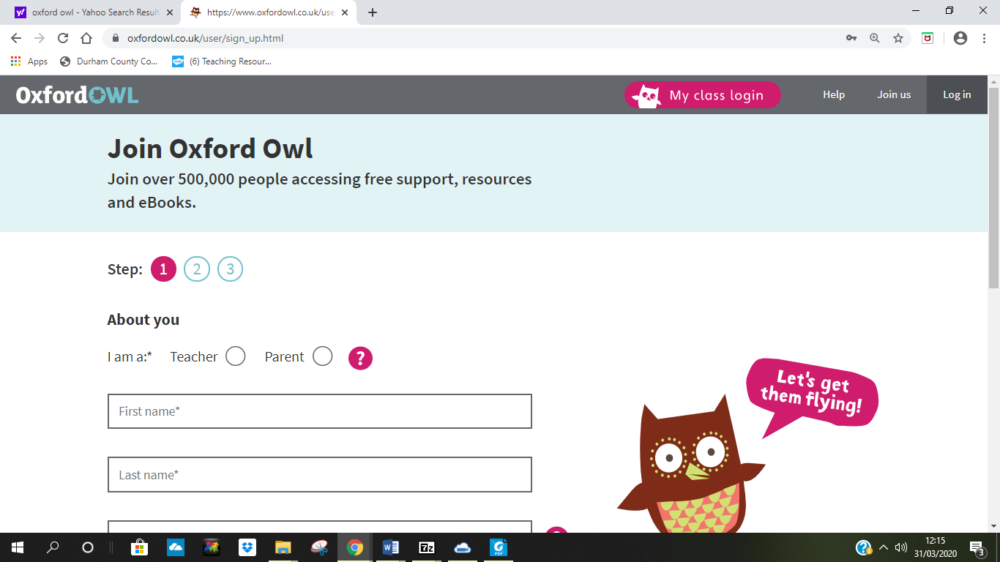 oxford owl - Yahoo Search Result
https://www.oxfordowl.co.uk/use
oxfordowl.co.uk/user/sign_up.html
Apps
Durham County Co...
(6) Teaching Resour...
OxfordOWL
My class login
Help
Join us
Log in
Join Oxford Owl
Join over 500,000 people accessing free support, resources
and eBooks.
Step: 1 2 3
About you
I am a:* Teacher Parent ?
First name*
Last name*
Let's get
them flying!
12:15
31/03/2020
3
7z
PDF